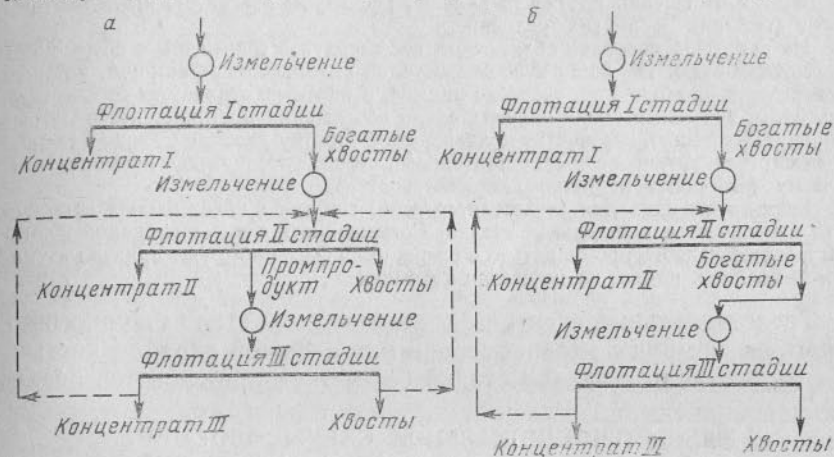 а
Измельчение
Флотация I стадии
Концентрат I
Богатые
хвосты
Измельчение
Флотация II стадии
Концентрат II
Промпро-
дукт
Хвосты
Измельчение
Флотация III стадии
Концентрат III
Хвосты
б
Измельчение
Флотация I стадии
Концентрат I
Богатые
хвосты
Измельчение
Флотация II стадии
Концентрат II
Богатые
хвосты
Измельчение
Флотация III стадии
Концентрат III
Хвосты